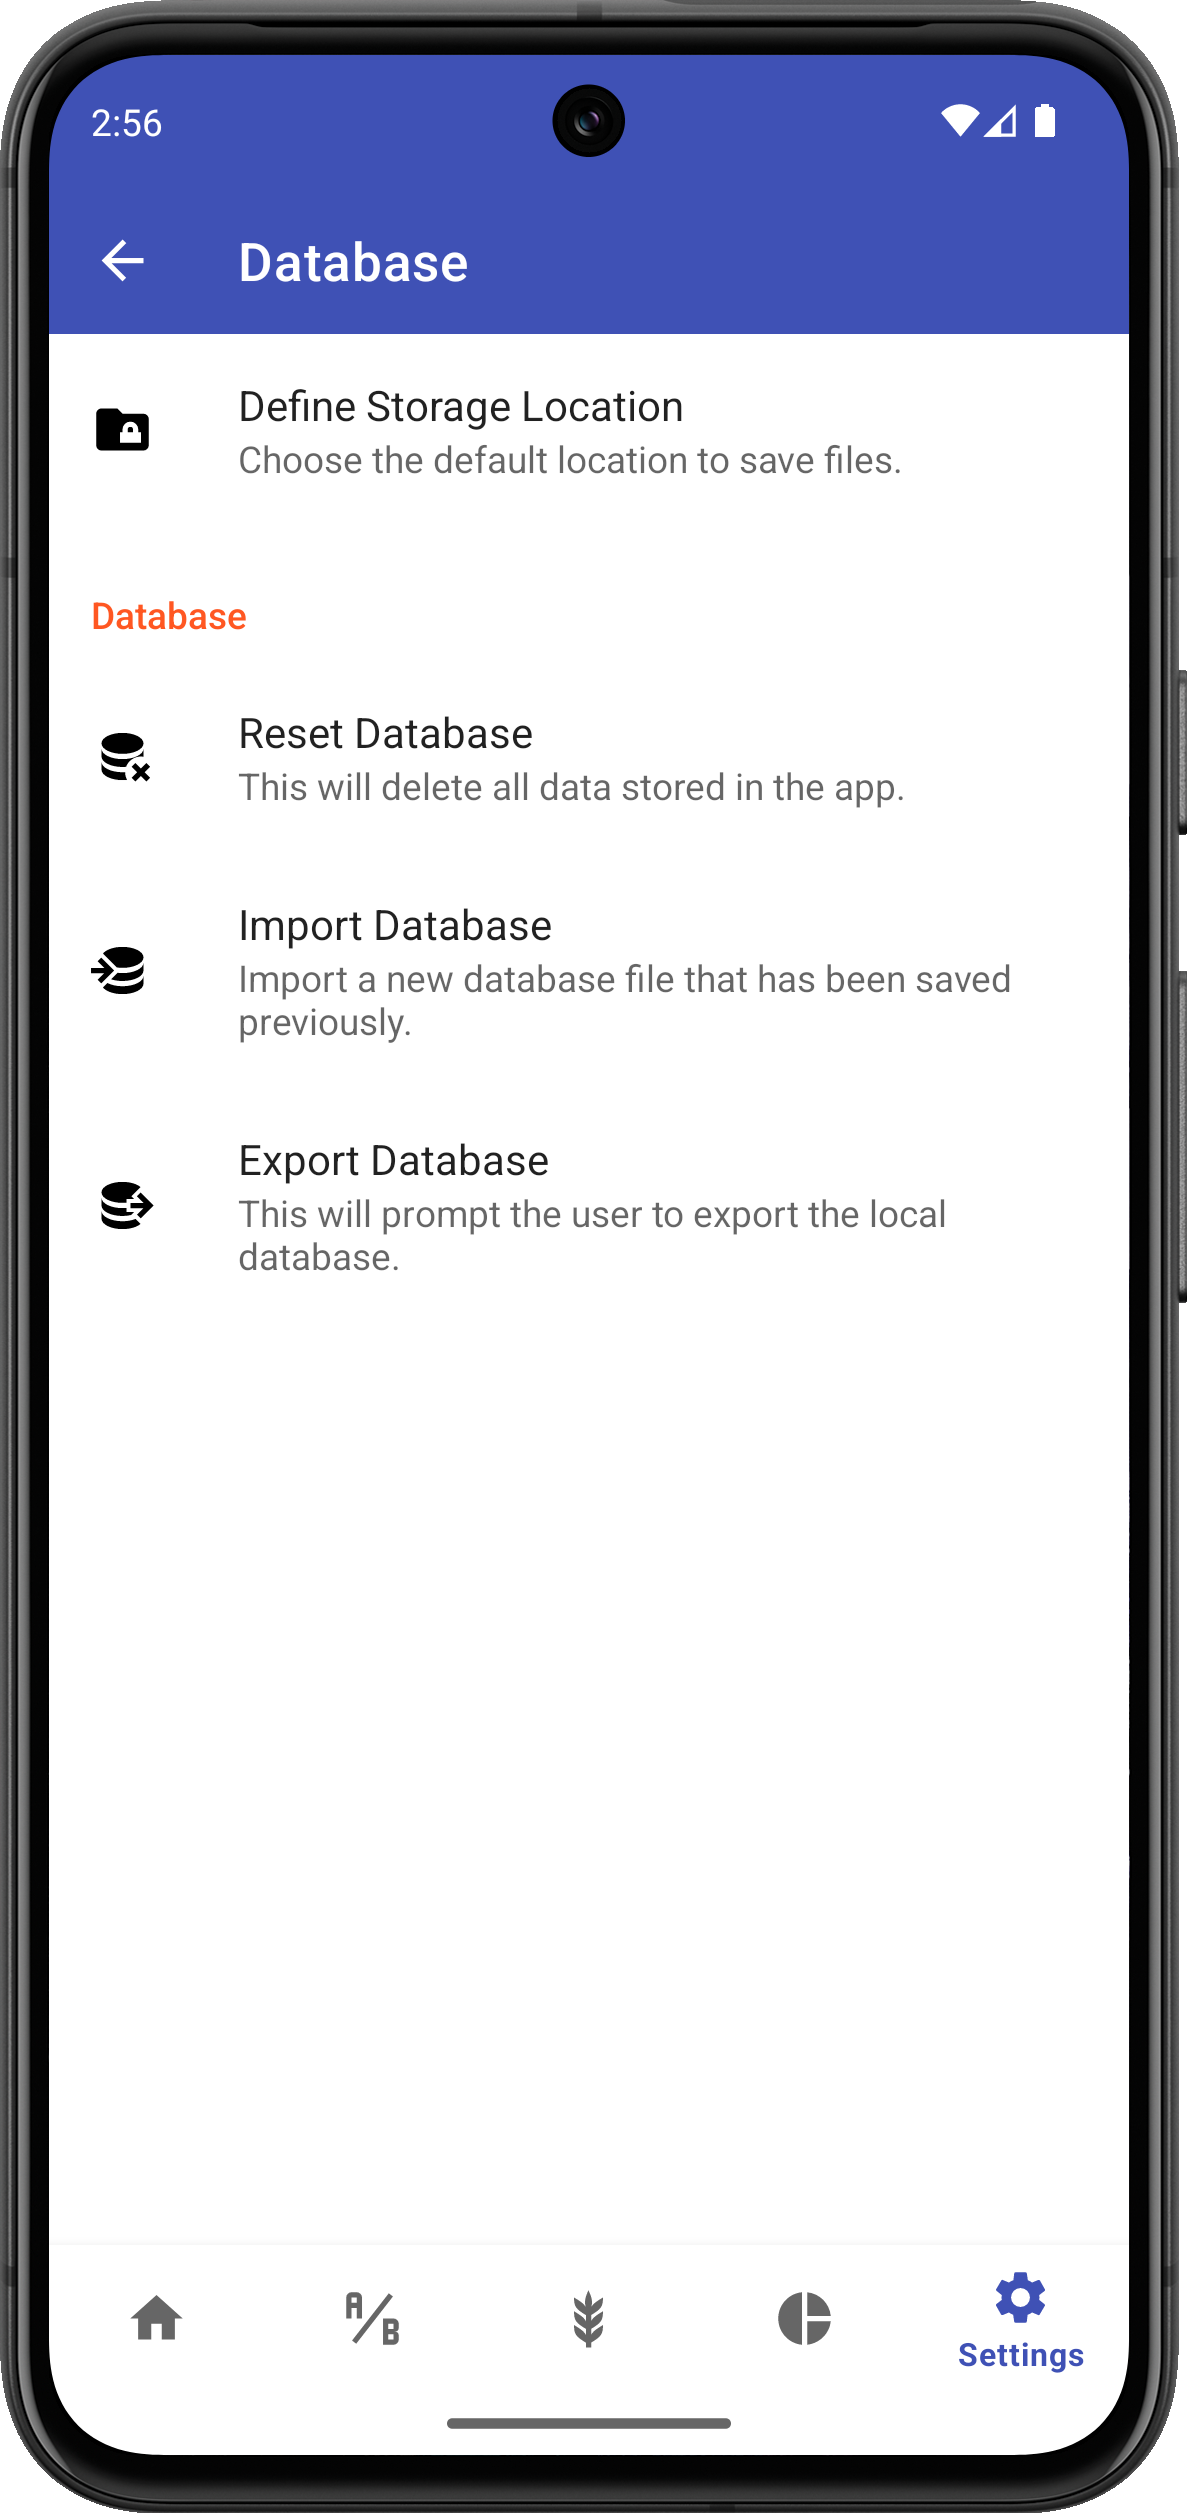 2:56
Database
Define Storage Location
Choose the default location to save files.
Database
Reset Database
This will delete all data stored in the app.
Import Database
Import a new database file that has been saved
previously.
Export Database
This will prompt the user to export the local
database.
A/B
Settings